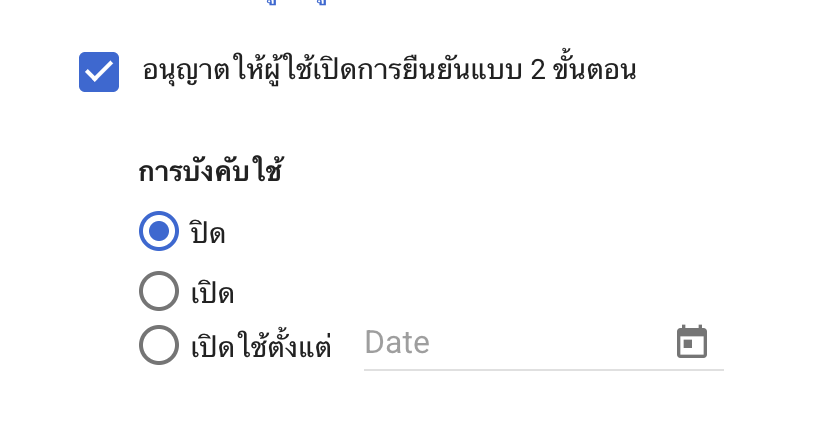 อนุญาตให้ผู้ใช้เปิดการยืนยันแบบ 2 ขั้นตอน
การบังคับใช้
ปิด
เปิด
เปิดใช้ตั้งแต่ Date